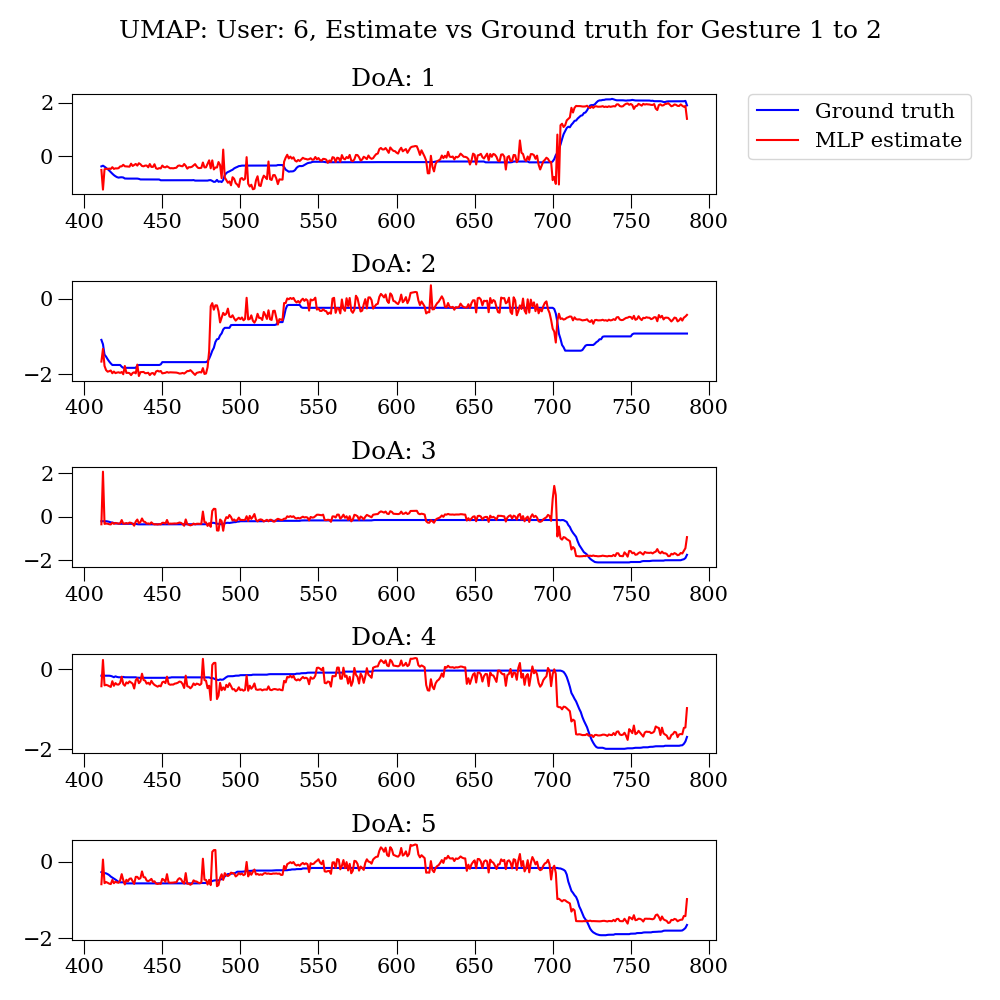 UMAP: User: 6, Estimate vs Ground truth for Gesture 1 to 2
DoA: 1
Ground truth
MLP estimate
2
0
400 450 500 550 600 650 700 750 800
DoA: 2
0
−2
400 450 500 550 600 650 700 750 800
DoA: 3
2
0
−2
400 450 500 550 600 650 700 750 800
DoA: 4
0
−2
400 450 500 550 600 650 700 750 800
DoA: 5
0
−2
400 450 500 550 600 650 700 750 800